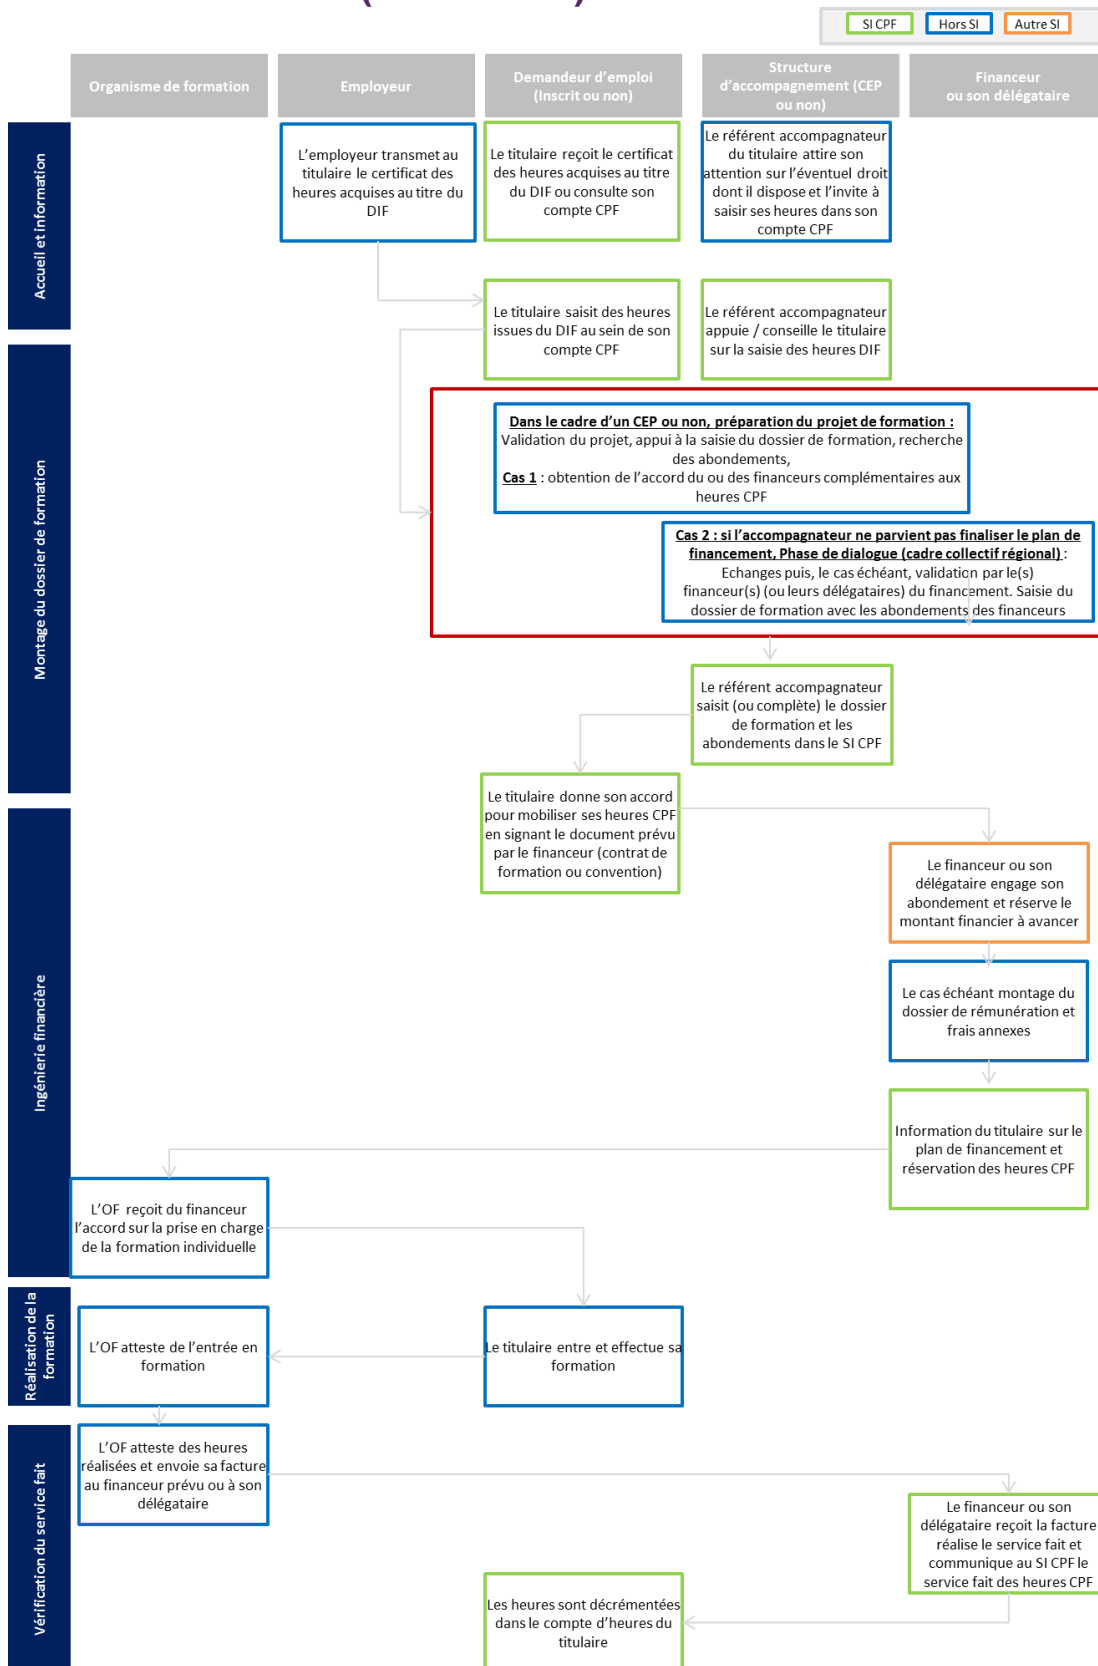 SI CPF
Hors SI
Autre SI
Organisme de formation
Employeur
Demandeur d'emploi
(Inscrit ou non)
Structure
d'accompagnement (CEP
ou non)
Financeur
ou son délégataire
Accueil et information
L'employeur transmet au
titulaire le certificat des
heures acquises au titre du
DIF
Le titulaire reçoit le certificat
des heures acquises au titre
du DIF ou consulte son
compte CPF
Le référent accompagnateur
du titulaire attire son
attention sur l'éventuel droit
dont il dispose et l'invite à
saisir ses heures dans son
compte CPF
Le titulaire saisit des heures
issues du DIF au sein de son
compte CPF
Le référent accompagnateur
appuie / conseille le titulaire
sur la saisie des heures DIF
Montage du dossier de formation
Dans le cadre d'un CEP ou non, préparation du projet de formation :
Validation du projet, appui à la saisie du dossier de formation, recherche
des abondements,
Cas 1 : obtention de l'accord du ou des financeurs complémentaires aux
heures CPF
Cas 2 : si l'accompagnateur ne parvient pas finaliser le plan de
financement, Phase de dialogue (cadre collectif régional) :
Echanges puis, le cas échéant, validation par le(s)
financeur(s) (ou leurs délégataires) du financement. Saisie du
dossier de formation avec les abondements des financeurs
Le référent accompagnateur
saisit (ou complète) le dossier
de formation et les
abondements dans le SI CPF
Le titulaire donne son accord
pour mobiliser ses heures CPF
en signant le document prévu
par le financeur (contrat de
formation ou convention)
Ingénierie financière
Le financeur ou son
délégataire engage son
abondement et réserve le
montant financier à avancer
Le cas échéant montage du
dossier de rémunération et
frais annexes
Information du titulaire sur le
plan de financement et
réservation des heures CPF
L'OF reçoit du financeur
l'accord sur la prise en charge
de la formation individuelle
Réalisation de la
formation
L'OF atteste de l'entrée en
formation
Le titulaire entre et effectue sa
formation
Vérification du service fait
L'OF atteste des heures
réalisées et envoie sa facture
au financeur prévu ou à son
délégataire
Le financeur ou son
délégataire reçoit la facture
réalise le service fait et
communique au SI CPF le
service fait des heures CPF
Les heures sont décrémentées
dans le compte d'heures du
titulaire